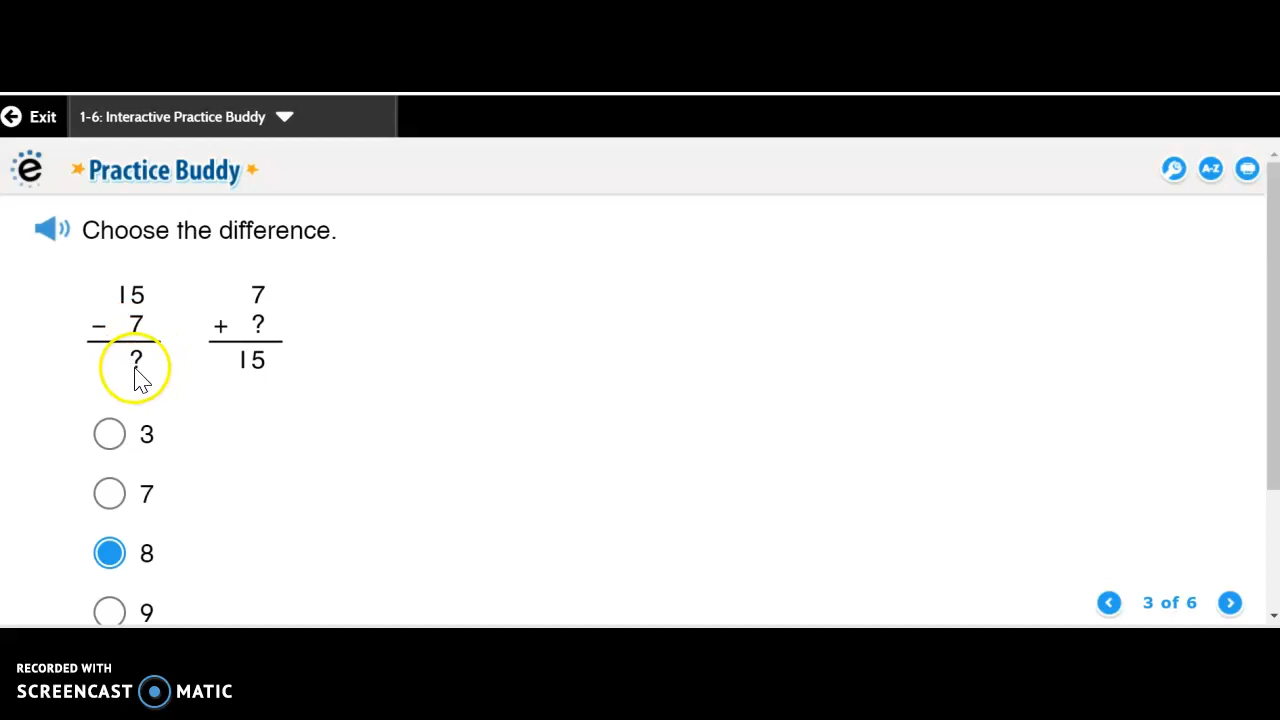 Exit 1-6: Interactive Practice Buddy
e Practice Buddy A-Z
Choose the difference.
15 7
− 7 + ?
? 15
3
7
8
9
3 of 6
RECORDED WITH
SCREENCAST MATIC